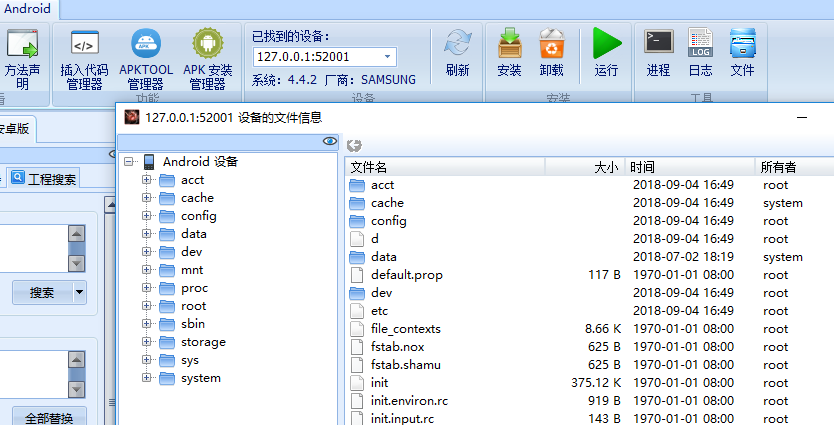 Android
方法声明
插入代码管理器
APKTOOL 管理器
APK 安装管理器
功能
已找到的设备:
127.0.0.1:52001
系统: 4.4.2 厂商: SAMSUNG
设备
刷新
安装
卸载
运行
安装
进程
日志
文件
工具
卓版
工程搜索
搜索
全部替换
127.0.0.1:52001 设备的文件信息
Android 设备
acct
cache
config
data
dev
mnt
proc
root
sbin
storage
sys
system
文件名 大小 时间 所有者
acct 2018-09-04 16:49 root
cache 2018-09-04 16:49 system
config 2018-09-04 16:49 root
d 2018-09-04 16:49 root
data 2018-07-02 18:19 system
default.prop 117 B 1970-01-01 08:00 root
dev 2018-09-04 16:49 root
etc 2018-09-04 16:49 root
file_contexts 8.66 K 1970-01-01 08:00 root
fstab.nox 625 B 1970-01-01 08:00 root
fstab.shamu 625 B 1970-01-01 08:00 root
init 375.12 K 1970-01-01 08:00 root
init.environ.rc 919 B 1970-01-01 08:00 root
init.input.rc 143 B 1970-01-01 08:00 root